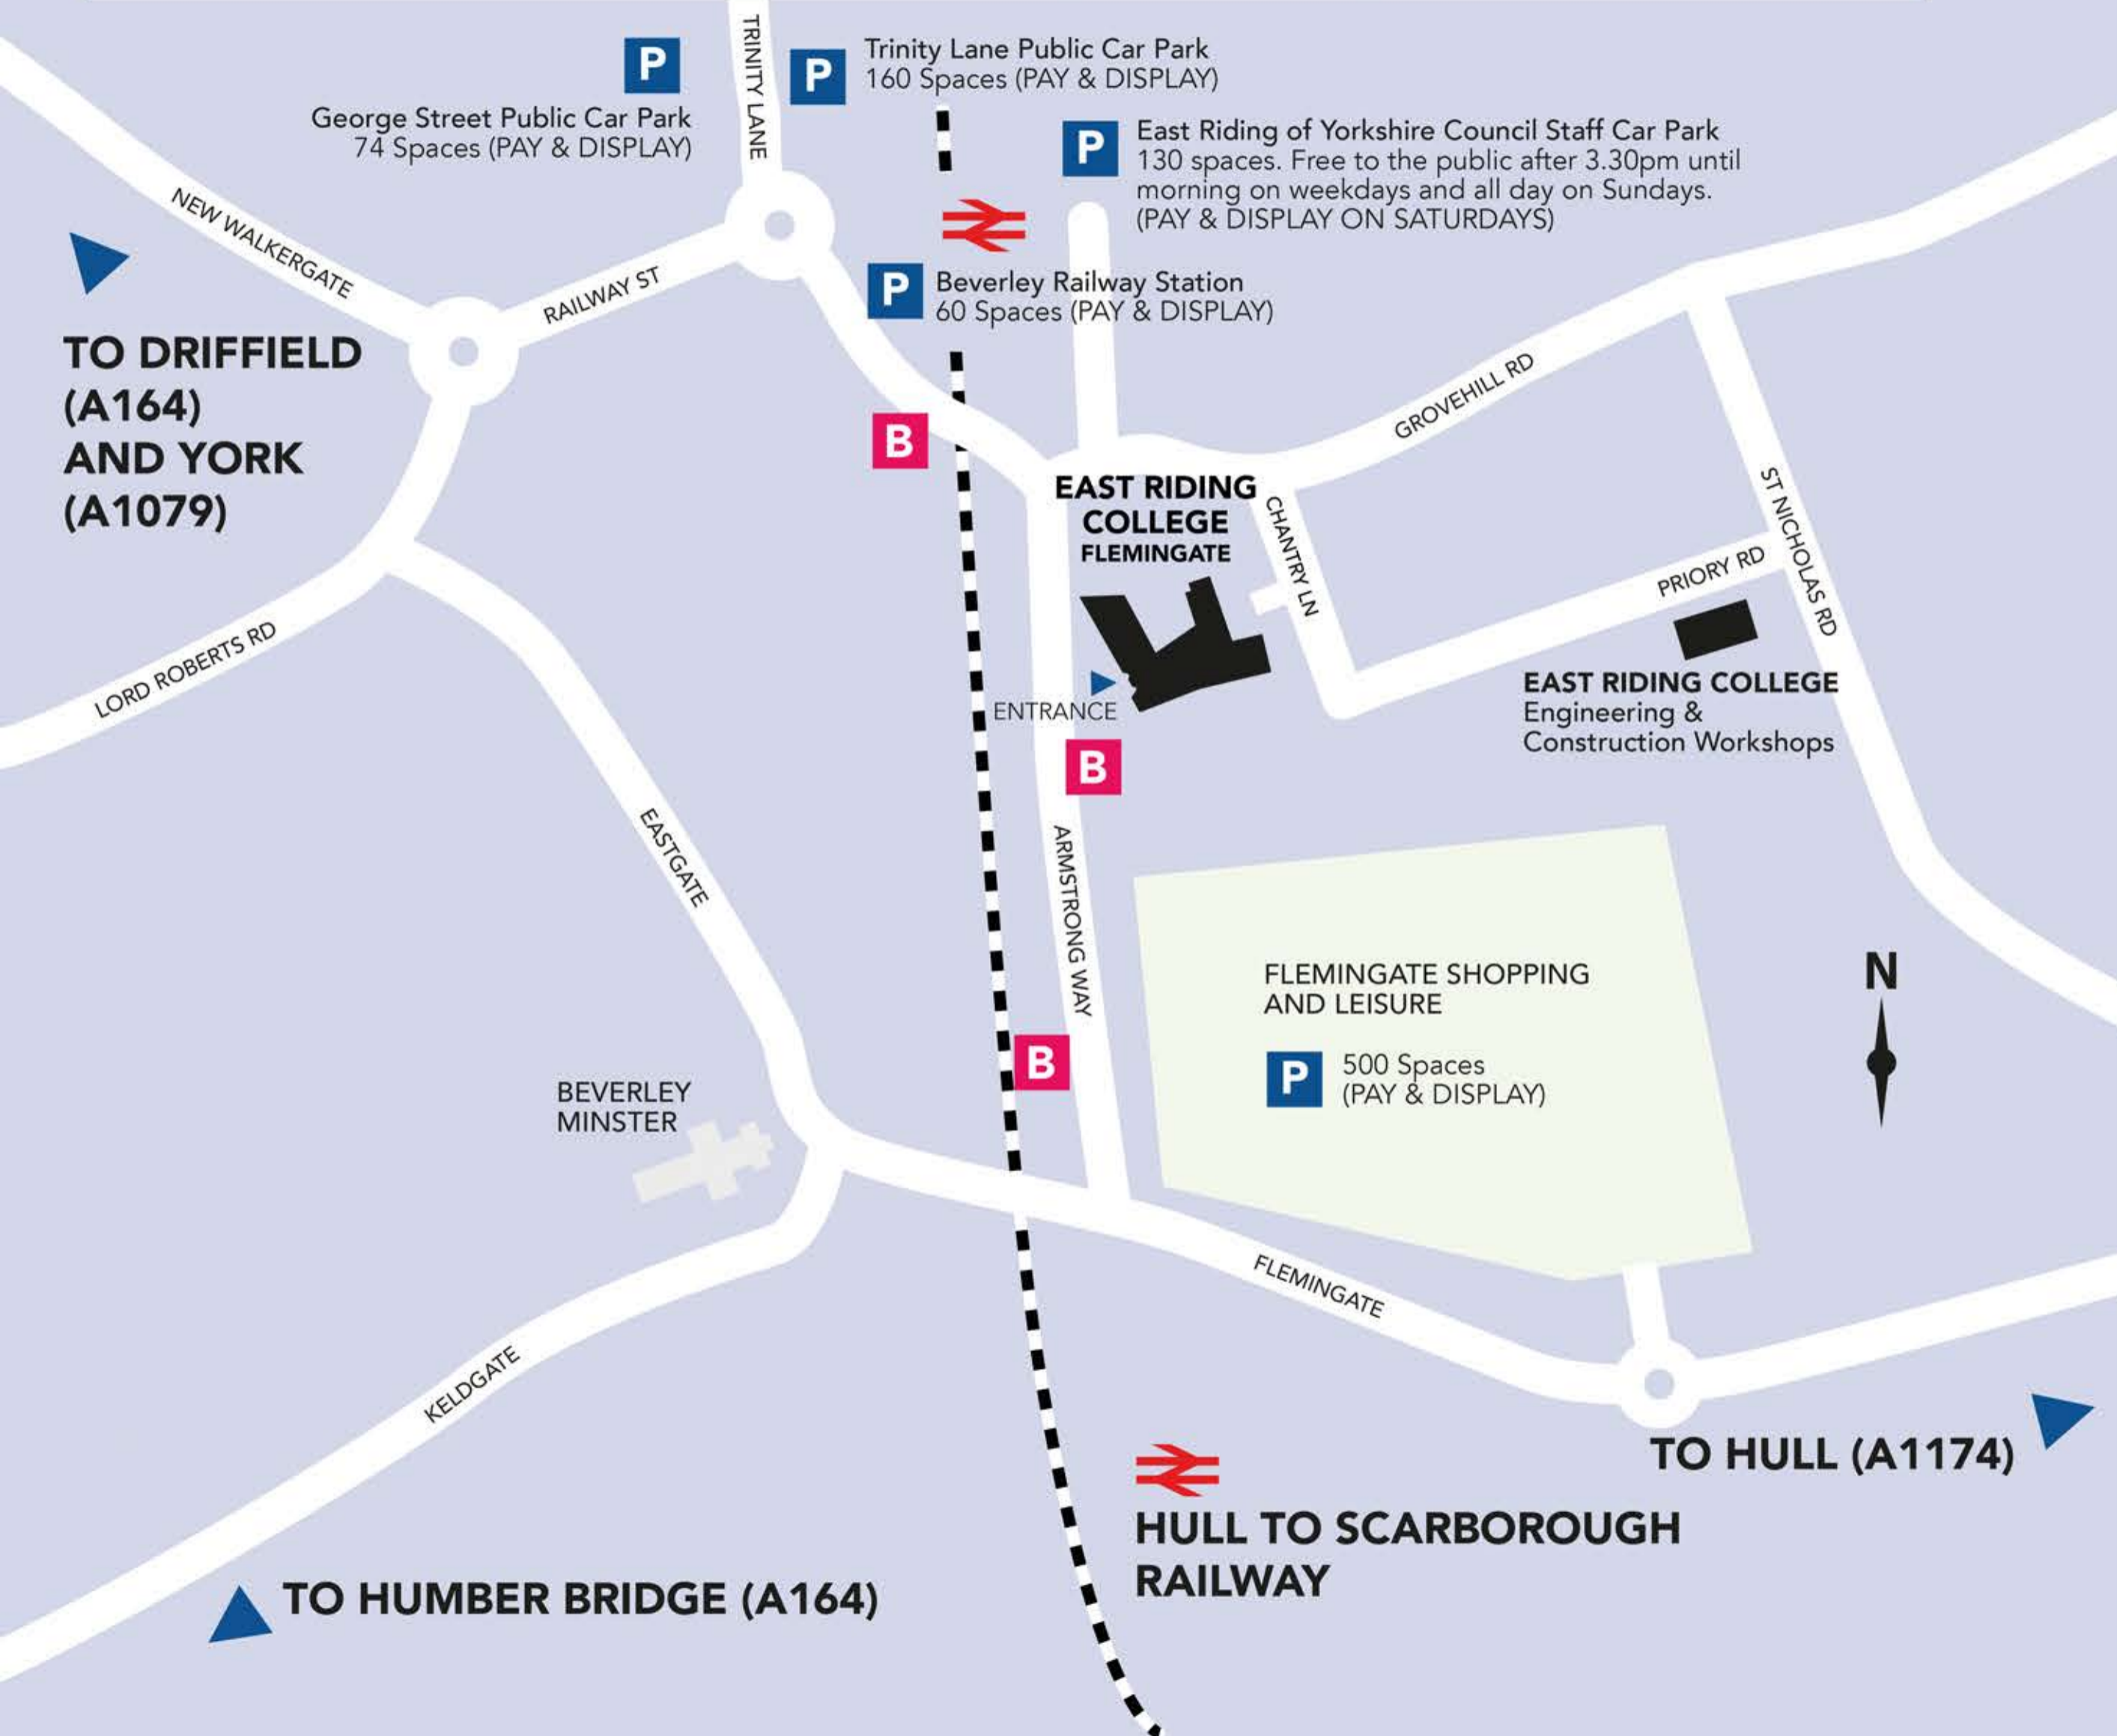 TRINITY LANE
P
George Street Public Car Park
74 Spaces (PAY & DISPLAY)
P
Trinity Lane Public Car Park
160 Spaces (PAY & DISPLAY)
P
East Riding of Yorkshire Council Staff Car Park
130 spaces. Free to the public after 3.30pm until
morning on weekdays and all day on Sundays.
(PAY & DISPLAY ON SATURDAYS)
NEW WALKERGATE
RAILWAY ST
P
Beverley Railway Station
60 Spaces (PAY & DISPLAY)
TO DRIFFIELD
(A164)
AND YORK
(A1079)
B
GROVEHILL RD
EAST RIDING
COLLEGE
FLEMINGATE
CHANTRY LN
ST NICHOLAS RD
PRIORY RD
LORD ROBERTS RD
ENTRANCE
EAST RIDING COLLEGE
Engineering &
Construction Workshops
B
EASTGATE
ARMSTRONG WAY
FLEMINGATE SHOPPING
AND LEISURE
N
B
P
500 Spaces
(PAY & DISPLAY)
BEVERLEY
MINSTER
FLEMINGATE
KELDGATE
TO HULL (A1174)
HULL TO SCARBOROUGH
RAILWAY
TO HUMBER BRIDGE (A164)